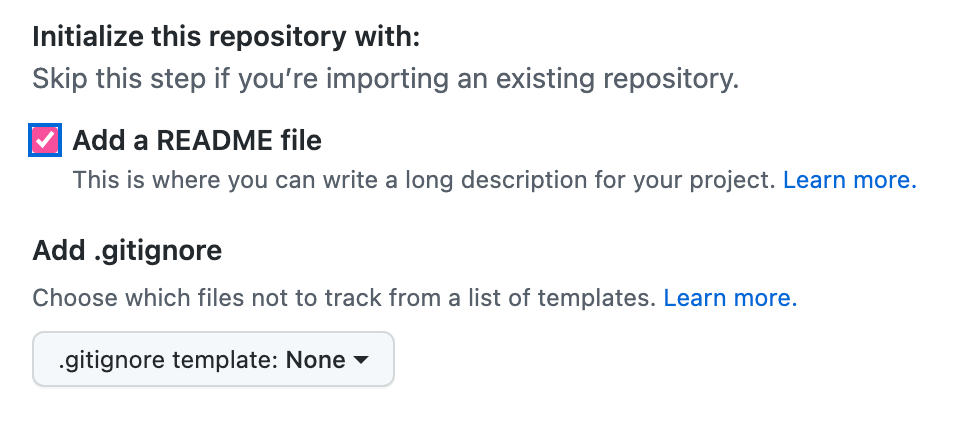 Initialize this repository with:
Skip this step if you’re importing an existing repository.
Add a README file
This is where you can write a long description for your project. Learn more.
Add .gitignore
Choose which files not to track from a list of templates. Learn more.
.gitignore template: None